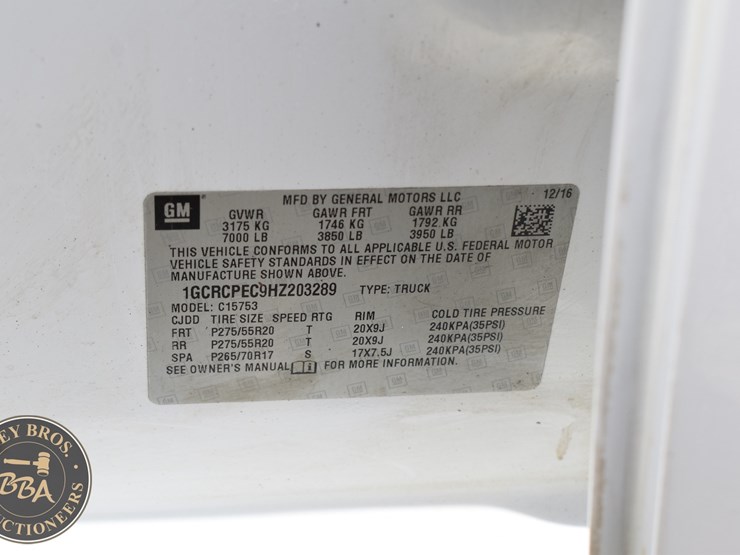 GM
MFD BY GENERAL MOTORS LLC
12/16
GVWR GAWR FRT GAWR RR
3175 KG 1746 KG 1792 KG
7000 LB 3850 LB 3950 LB
THIS VEHICLE CONFORMS TO ALL APPLICABLE U.S. FEDERAL MOTOR
VEHICLE SAFETY STANDARDS IN EFFECT ON THE DATE OF
MANUFACTURE SHOWN ABOVE.
1GCRCPEC9HZ203289 TYPE: TRUCK
MODEL: C15753
CJDD TIRE SIZE SPEED RTG RIM COLD TIRE PRESSURE
FRT P275/55R20 T 20X9J 240KPA(35PSI)
RR P275/55R20 T 20X9J 240KPA(35PSI)
SPA P265/70R17 S 17X7.5J 240KPA(35PSI)
SEE OWNER'S MANUAL FOR MORE INFORMATION.
EY BROS.
BBA
UCTIONEERS